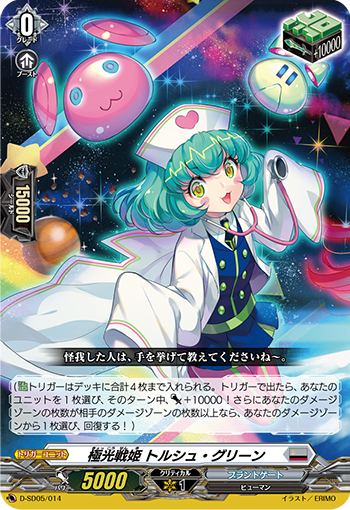 0
グレード
治
+10000
ブースト
15000
シールド
怪我した人は、手を挙げて教えてくださいね~。
(治トリガーはデッキに合計4枚まで入れられる。トリガーで出たら、あなたの
ユニットを1枚選び、そのターン中、+10000!さらにあなたのダメージ
ゾーンの枚数が相手のダメージゾーンの枚数以上なら、あなたのダメージゾー
ンから1枚選び、回復する!)
トリガーユニット
極光戦姫 トルシュ・グリーン
パワー
5000
クリティカル
1
ブラントゲート
ヒューマン
D-SD05/014
イラスト/ERIMO